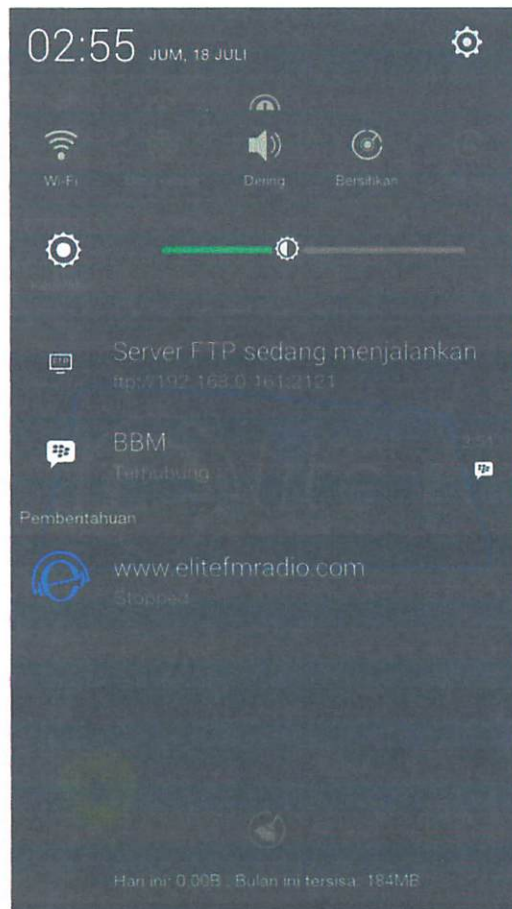 02:55 JUM, 18 JULI
Wi-Fi
Dering
Bersihkan
Server FTP sedang menjalankan
ftp://192.168.0.161:2121
FTP
BBM
Terhubung
Pemberitahuan
www.elitefmradio.com
Stopped
Hari ini: 0.00B , Bulan ini tersisa: 184MB